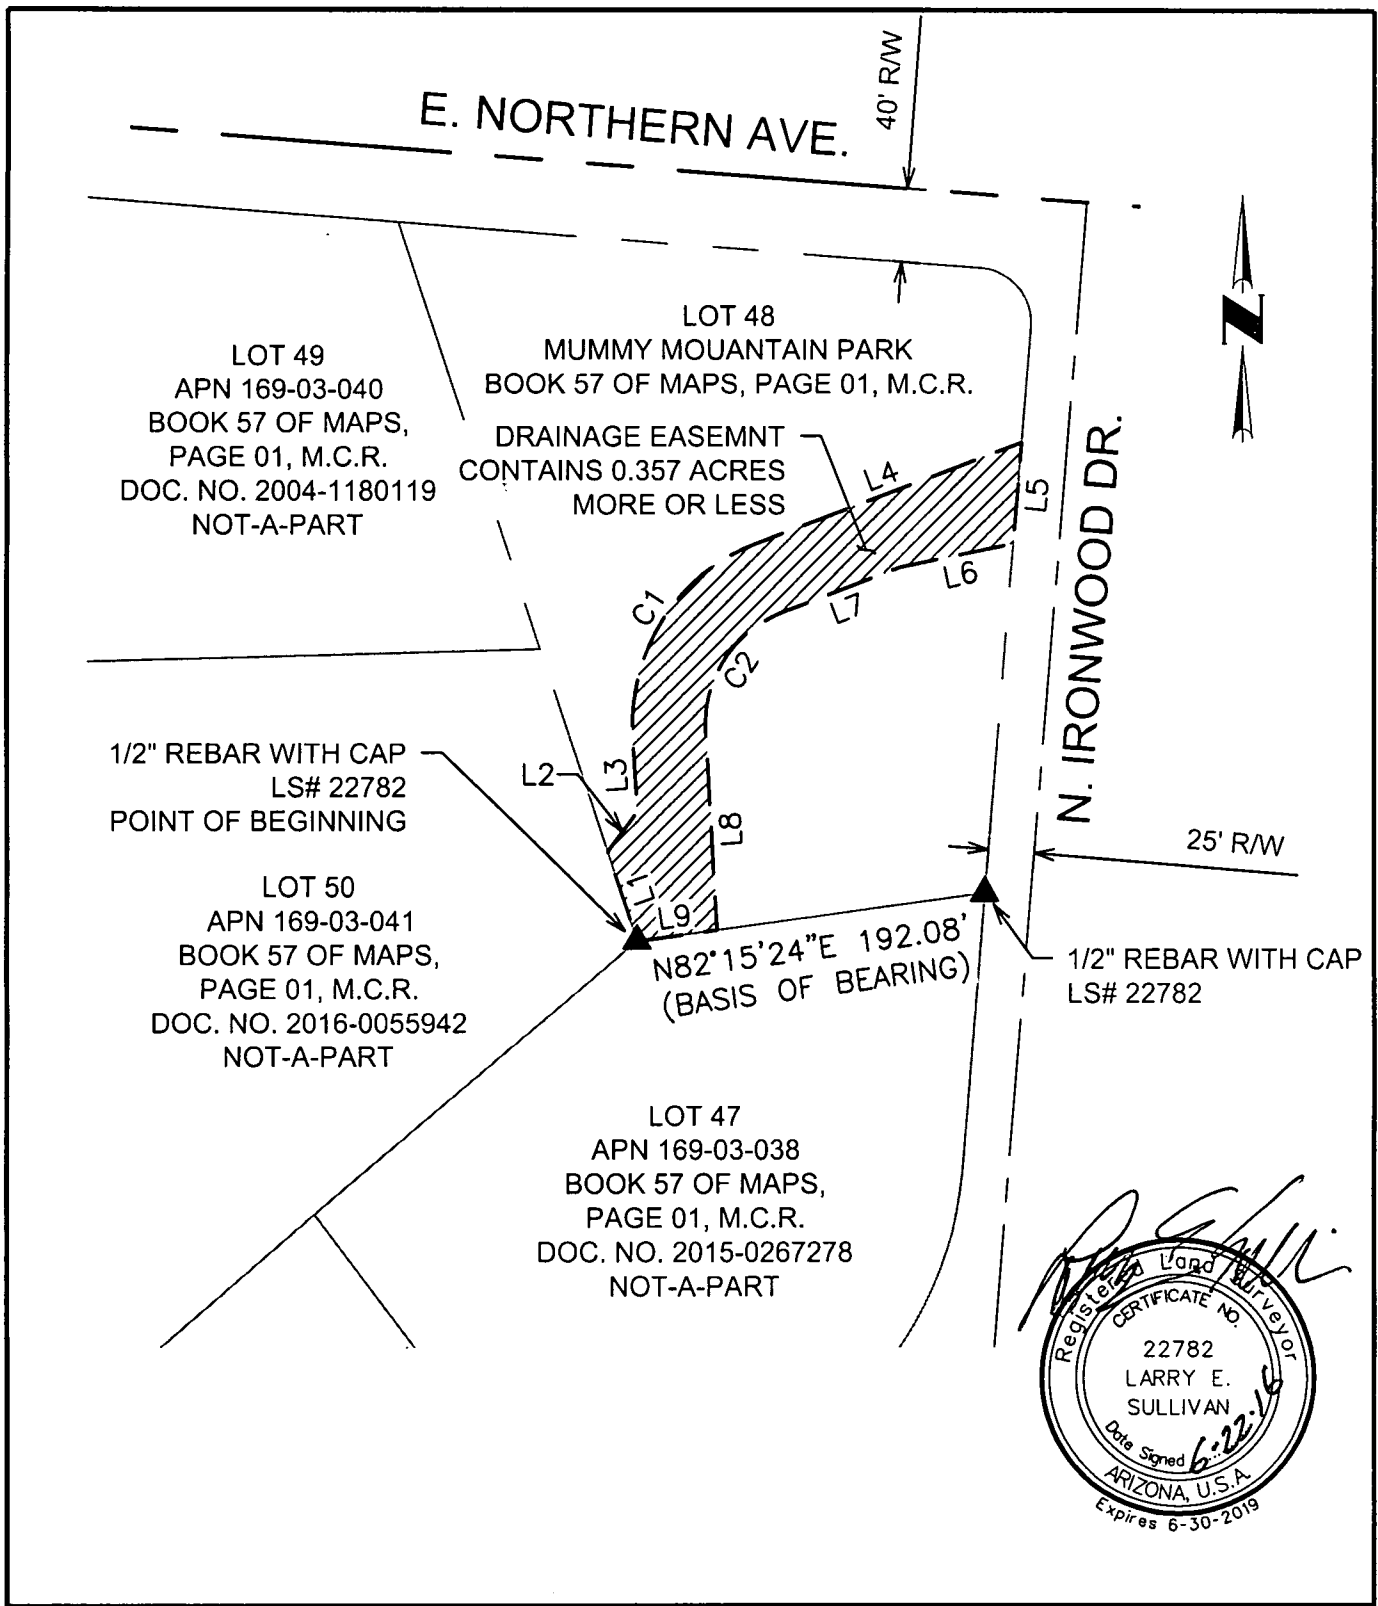 40' R/W
E. NORTHERN AVE.
N
LOT 48
MUMMY MOUANTAIN PARK
BOOK 57 OF MAPS, PAGE 01, M.C.R.
LOT 49
APN 169-03-040
BOOK 57 OF MAPS,
PAGE 01, M.C.R.
DOC. NO. 2004-1180119
NOT-A-PART
DRAINAGE EASEMNT
CONTAINS 0.357 ACRES
MORE OR LESS
L4
L5
N. IRONWOOD DR.
L6
L7
C1
C2
1/2" REBAR WITH CAP
LS# 22782
POINT OF BEGINNING
L2
L3
L8
25' R/W
L1
L9
LOT 50
APN 169-03-041
BOOK 57 OF MAPS,
PAGE 01, M.C.R.
DOC. NO. 2016-0055942
NOT-A-PART
N82°15'24"E 192.08'
(BASIS OF BEARING)
1/2" REBAR WITH CAP
LS# 22782
LOT 47
APN 169-03-038
BOOK 57 OF MAPS,
PAGE 01, M.C.R.
DOC. NO. 2015-0267278
NOT-A-PART
Registered Land Surveyor
CERTIFICATE NO.
22782
LARRY E.
SULLIVAN
Date Signed 6-22-16
ARIZONA, U.S.A.
Expires 6-30-2019